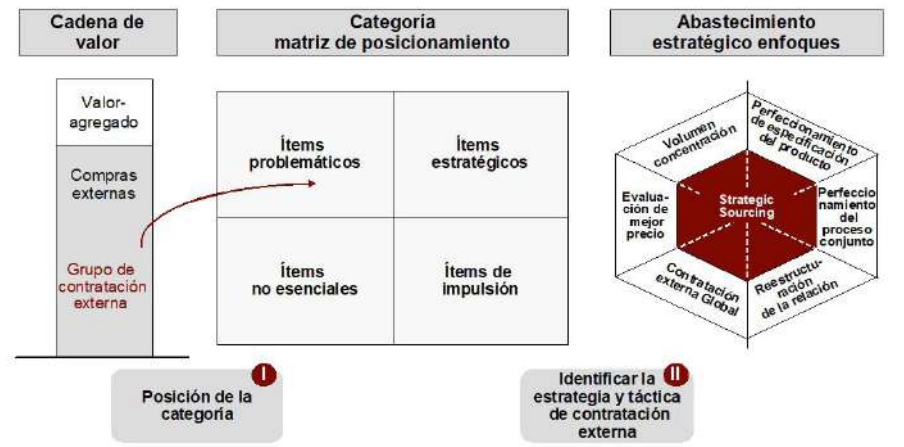 Cadena de
valor
Categoría
matriz de posicionamiento
Abastecimiento
estratégico enfoques
Valor-
agregado
Compras
externas
Grupo de
contratación
externa
Ítems
problemáticos
Ítems
estratégicos
Ítems
no esenciales
Ítems de
impulsión
Volumen
concentración
Perfeccionamiento
de especificación
del producto
Evalua-
ción de
mejor
precio
Strategic
Sourcing
Perfeccio
namiento
del
proceso
conjunto
Contratación
externa Global
Reestructu-
ración
de la relación
I
Posición de la
categoría
II
Identificar la
estrategia y táctica
de contratación
externa